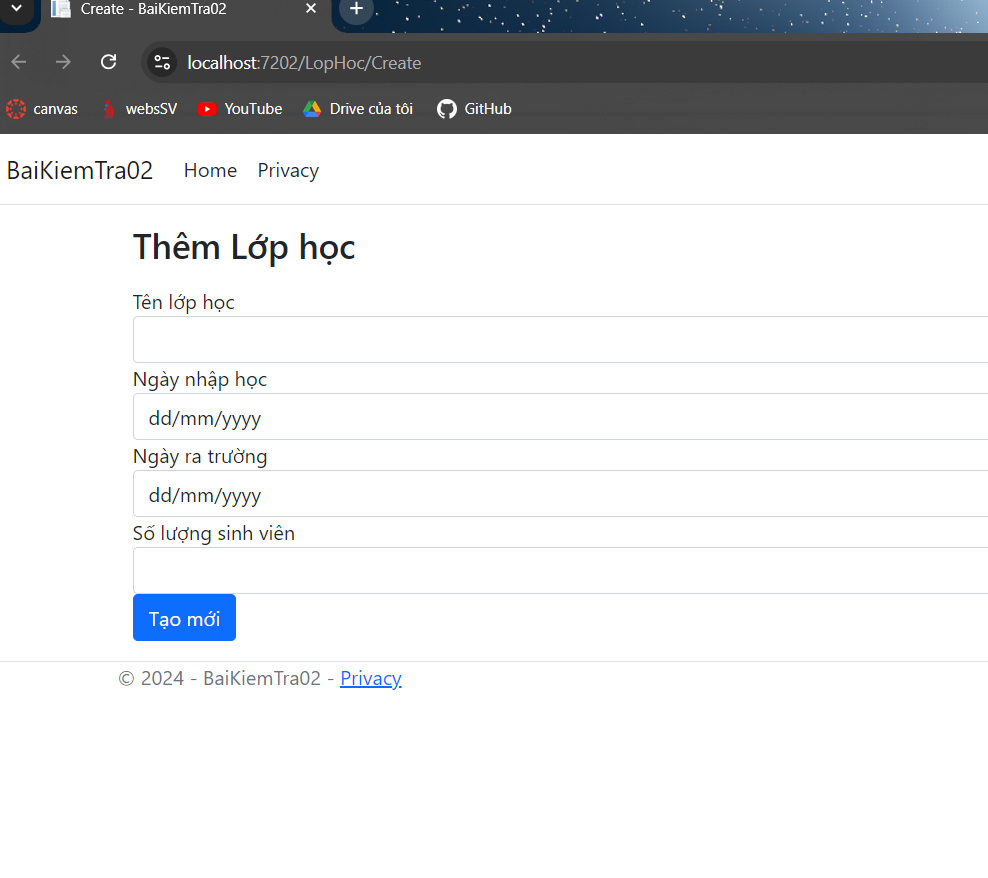 Create - BaiKiemTra02
localhost:7202/LopHoc/Create
canvas websSV YouTube Drive của tôi GitHub
BaiKiemTra02 Home Privacy
Thêm Lớp học
Tên lớp học
Ngày nhập học
dd/mm/yyyy
Ngày ra trường
dd/mm/yyyy
Số lượng sinh viên
Tạo mới
© 2024 - BaiKiemTra02 - Privacy